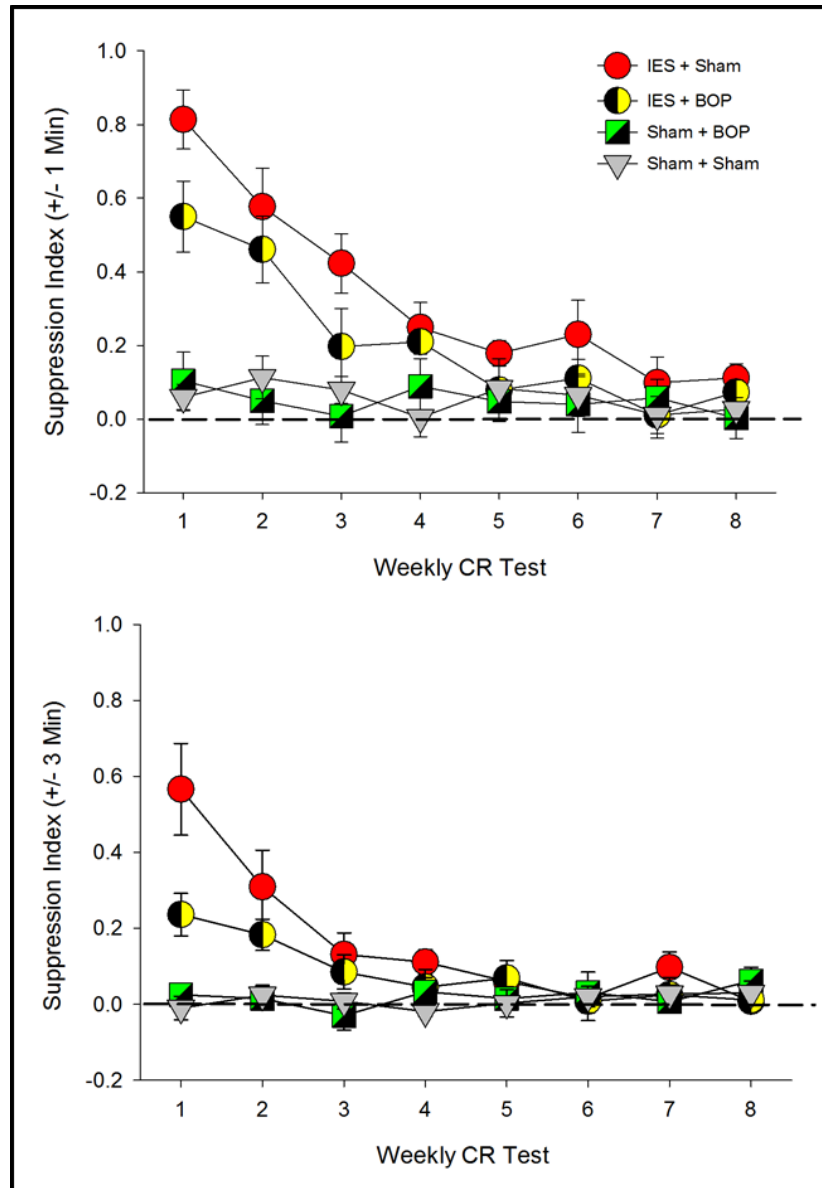 Suppression Index (+/- 1 Min)
1.0
0.8
0.6
0.4
0.2
0.0
-0.2
IES + Sham
IES + BOP
Sham + BOP
Sham + Sham
1 2 3 4 5 6 7 8
Weekly CR Test
Suppression Index (+/- 3 Min)
1.0
0.8
0.6
0.4
0.2
0.0
-0.2
1 2 3 4 5 6 7 8
Weekly CR Test